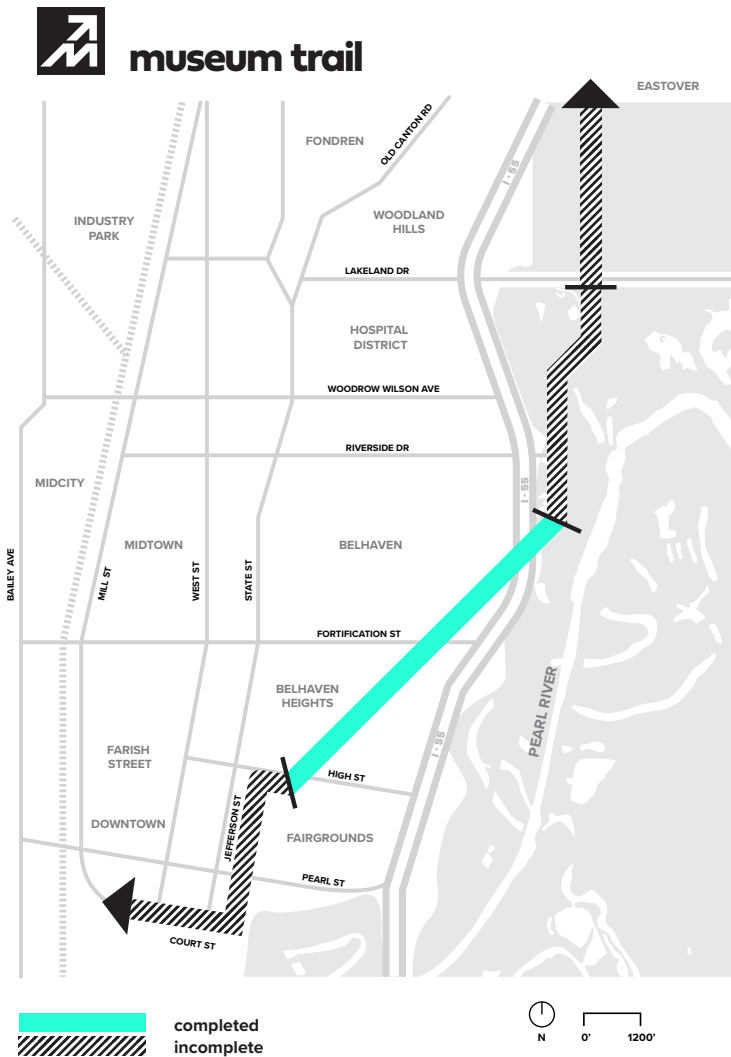 museum trail
EASTOVER
FONDREN
OLD CANTON RD
I - 55
INDUSTRY
PARK
WOODLAND
HILLS
LAKELAND DR
HOSPITAL
DISTRICT
WOODROW WILSON AVE
RIVERSIDE DR
MIDCITY
I - 55
MIDTOWN
BELHAVEN
BAILEY AVE
MILL ST
WEST ST
STATE ST
FORTIFICATION ST
BELHAVEN
HEIGHTS
PEARL RIVER
I - 55
FARISH
STREET
HIGH ST
DOWNTOWN
JEFFERSON ST
FAIRGROUNDS
PEARL ST
COURT ST
completed
incomplete
N
0' 1200'